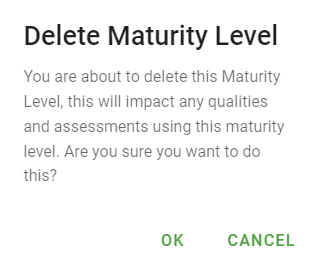 Delete Maturity Level
You are about to delete this Maturity
Level, this will impact any qualities
and assessments using this maturity
level. Are you sure you want to do
this?
OK CANCEL